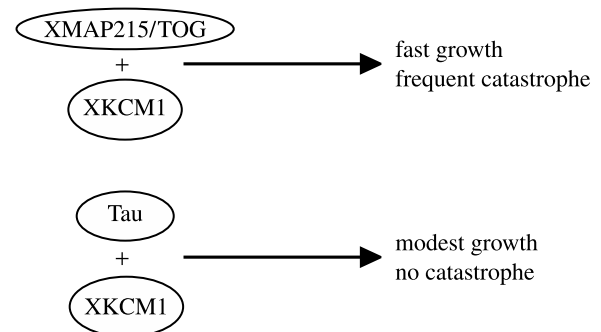 XMAP215/TOG
+
XKCM1
fast growth
frequent catastrophe
Tau
+
XKCM1
modest growth
no catastrophe